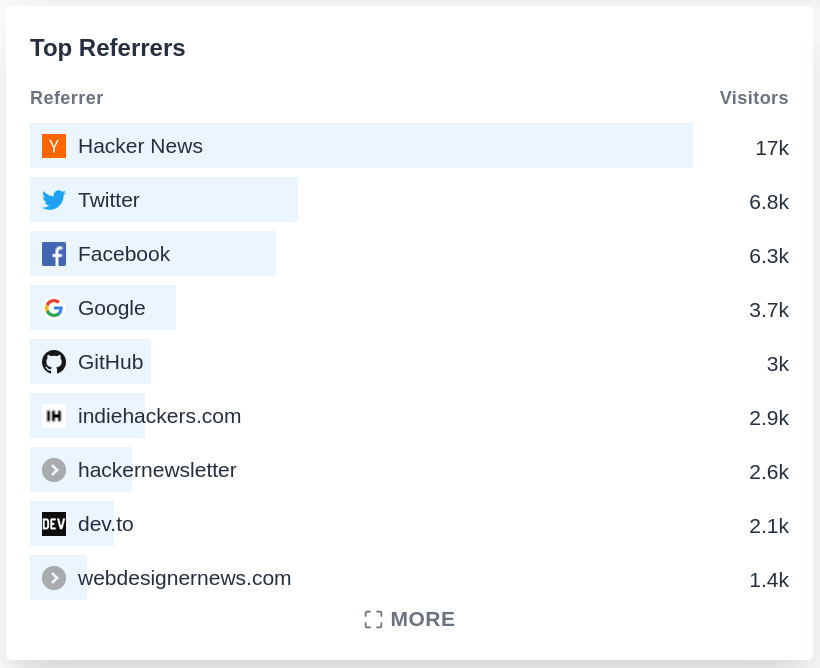 Top Referrers
Referrer Visitors
Y Hacker News 17k
Twitter 6.8k
f Facebook 6.3k
G Google 3.7k
GitHub 3k
IH indiehackers.com 2.9k
hackernewsletter 2.6k
DEV dev.to 2.1k
webdesignernews.com 1.4k
MORE